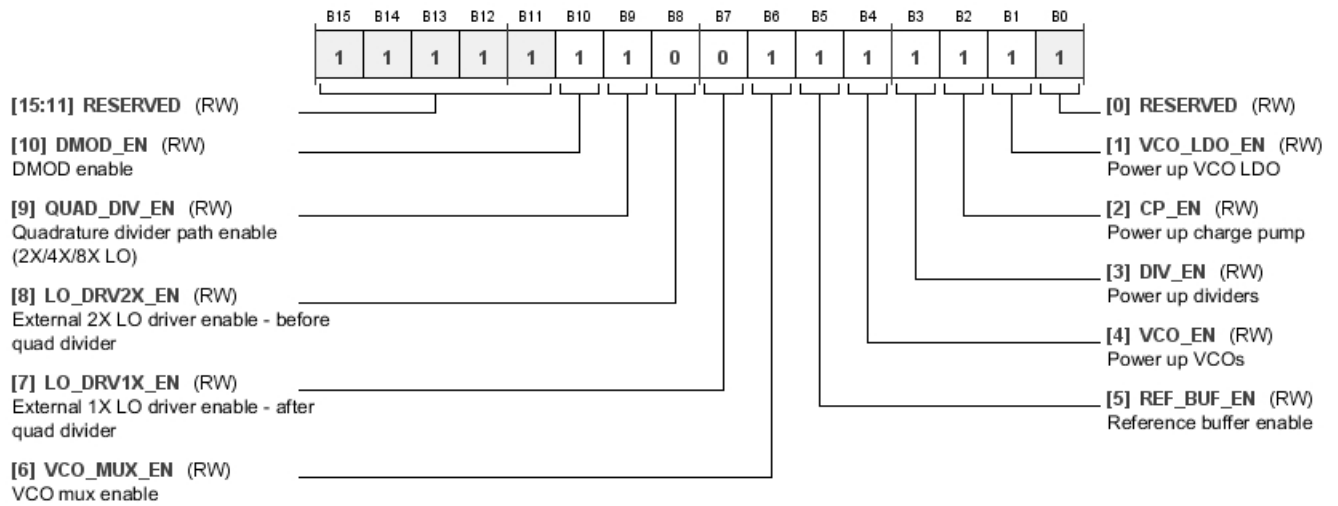 B15 B14 B13 B12 B11 B10 B9 B8 B7 B6 B5 B4 B3 B2 B1 B0
1 1 1 1 1 1 1 0 0 1 1 1 1 1 1 1
[15:11] RESERVED (RW)
[10] DMOD_EN (RW)
DMOD enable
[9] QUAD_DIV_EN (RW)
Quadrature divider path enable
(2X/4X/8X LO)
[8] LO_DRV2X_EN (RW)
External 2X LO driver enable - before
quad divider
[7] LO_DRV1X_EN (RW)
External 1X LO driver enable - after
quad divider
[6] VCO_MUX_EN (RW)
VCO mux enable
[0] RESERVED (RW)
[1] VCO_LDO_EN (RW)
Power up VCO LDO
[2] CP_EN (RW)
Power up charge pump
[3] DIV_EN (RW)
Power up dividers
[4] VCO_EN (RW)
Power up VCOs
[5] REF_BUF_EN (RW)
Reference buffer enable